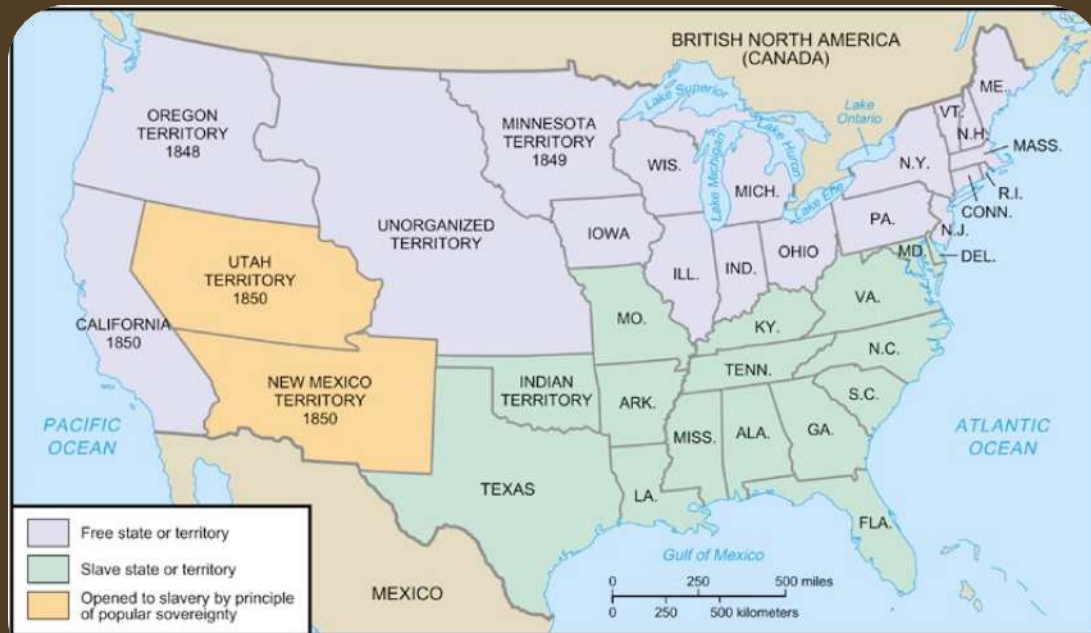 BRITISH NORTH AMERICA
(CANADA)
OREGON
TERRITORY
1848
MINNESOTA
TERRITORY
1849
Lake Superior
Lake Michigan
Lake Huron
Lake
Ontario
Lake Erie
ME.
VT.
N.H.
MASS.
N.Y.
R.I.
CONN.
WIS.
MICH.
PA.
N.J.
UNORGANIZED
TERRITORY
IOWA
ILL.
IND.
OHIO
MD.
DEL.
UTAH
TERRITORY
1850
CALIFORNIA
1850
MO.
KY.
VA.
N.C.
TENN.
NEW MEXICO
TERRITORY
1850
INDIAN
TERRITORY
ARK.
S.C.
PACIFIC
OCEAN
MISS.
ALA.
GA.
ATLANTIC
OCEAN
TEXAS
LA.
FLA.
Gulf of Mexico
MEXICO
Free state or territory
Slave state or territory
Opened to slavery by principle
of popular sovereignty
0 250 500 miles
0 250 500 kilometers